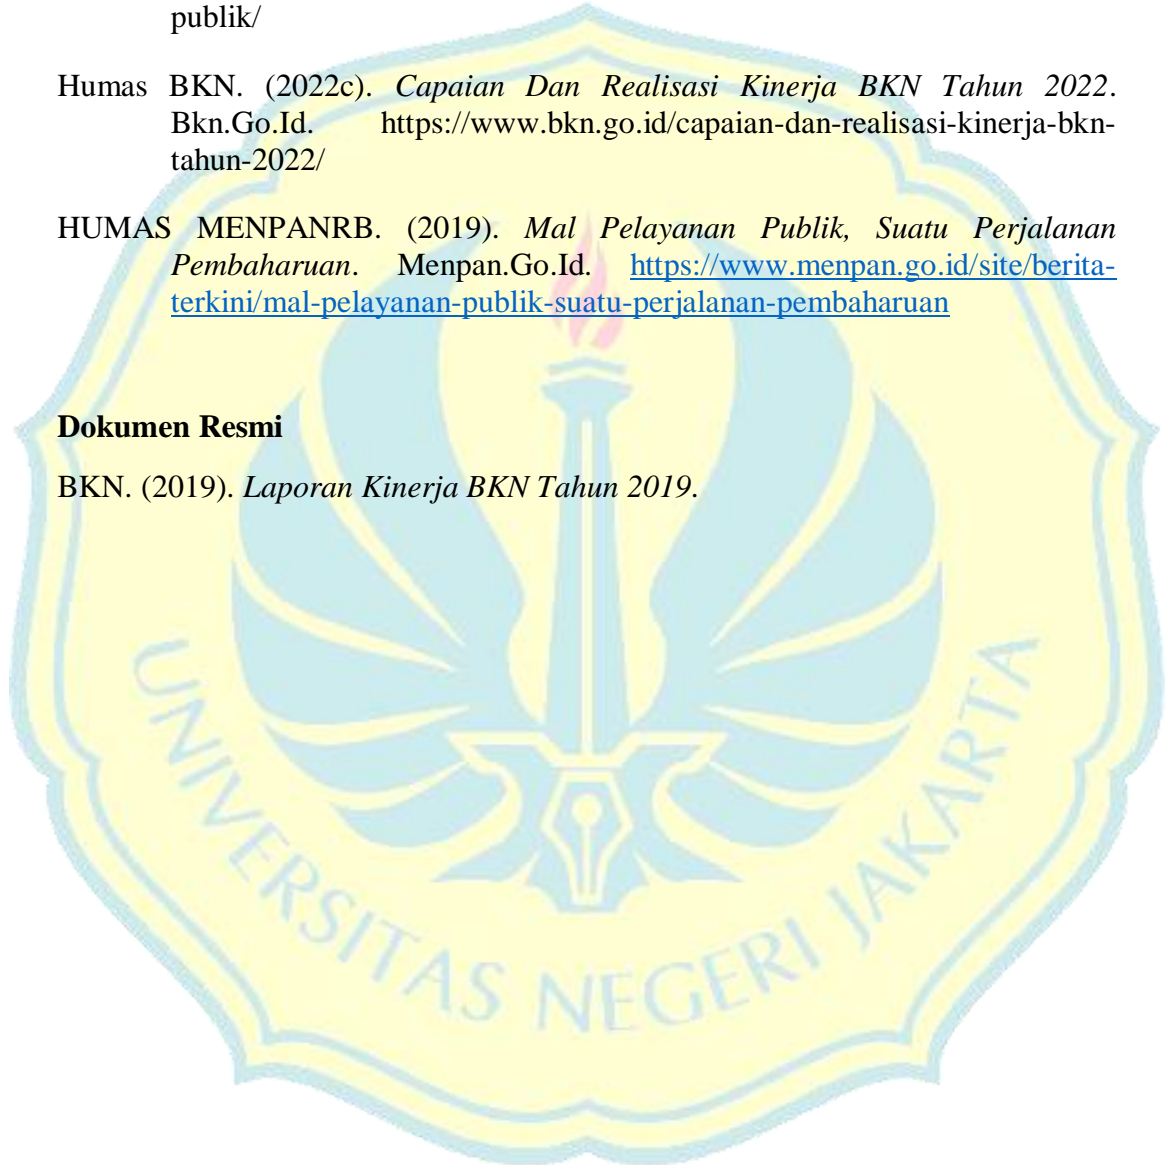 publik/
Humas BKN. (2022c). Capaian Dan Realisasi Kinerja BKN Tahun 2022.
Bkn.Go.Id. https://www.bkn.go.id/capaian-dan-realisasi-kinerja-bkn-
tahun-2022/
HUMAS MENPANRB. (2019). Mal Pelayanan Publik, Suatu Perjalanan
Pembaharuan. Menpan.Go.Id. https://www.menpan.go.id/site/berita-
terkini/mal-pelayanan-publik-suatu-perjalanan-pembaharuan
Dokumen Resmi
BKN. (2019). Laporan Kinerja BKN Tahun 2019.
UNIVERSITAS NEGERI JAKARTA